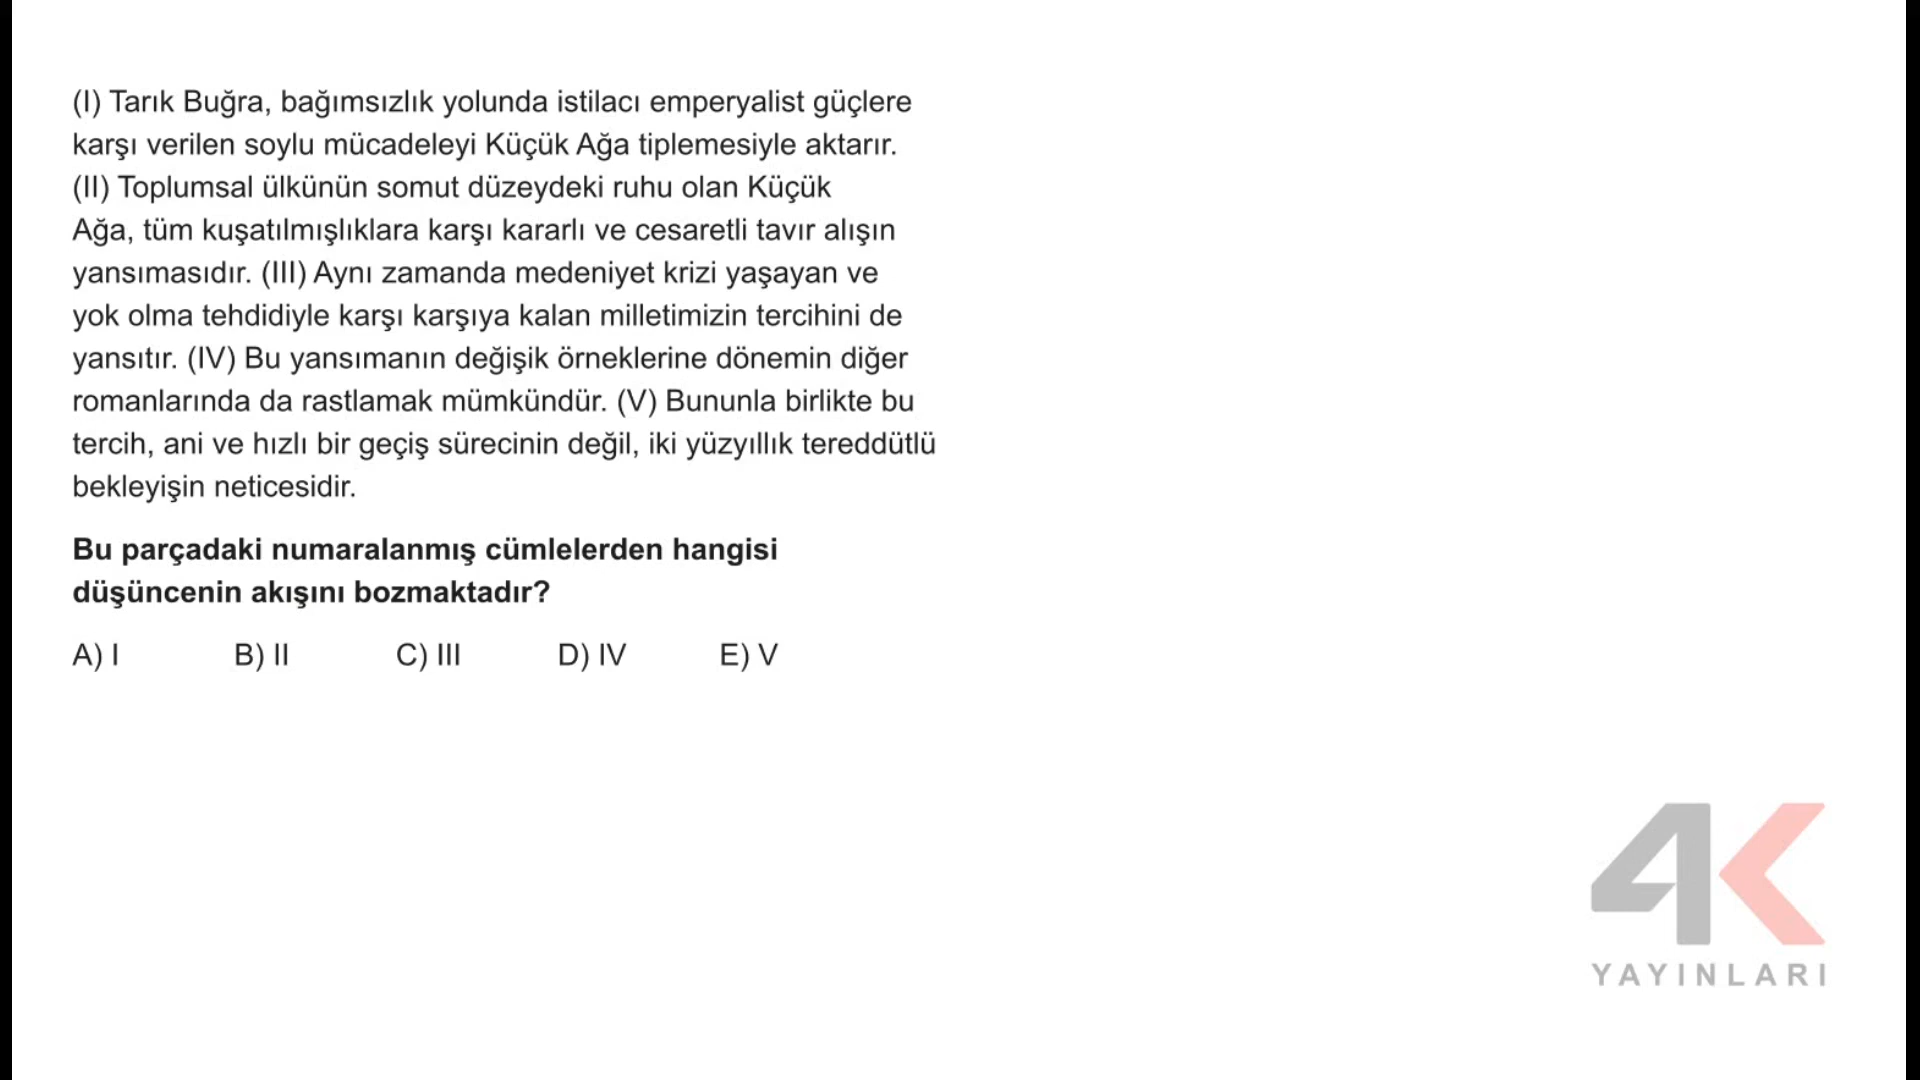 (I) Tarık Buğra, bağımsızlık yolunda istilacı emperyalist güçlere
karşı verilen soylu mücadeleyi Küçük Ağa tiplemesiyle aktarır.
(II) Toplumsal ülkünün somut düzeydeki ruhu olan Küçük
Ağa, tüm kuşatılmışlıklara karşı kararlı ve cesaretli tavır alışın
yansımasıdır. (III) Aynı zamanda medeniyet krizi yaşayan ve
yok olma tehdidiyle karşı karşıya kalan milletimizin tercihini de
yansıtır. (IV) Bu yansımanın değişik örneklerine dönemin diğer
romanlarında da rastlamak mümkündür. (V) Bununla birlikte bu
tercih, ani ve hızlı bir geçiş sürecinin değil, iki yüzyıllık tereddütlü
bekleyişin neticesidir.
Bu parçadaki numaralanmış cümlelerden hangisi
düşüncenin akışını bozmaktadır?
A) I B) II C) III D) IV E) V
4K
YAYINLARI